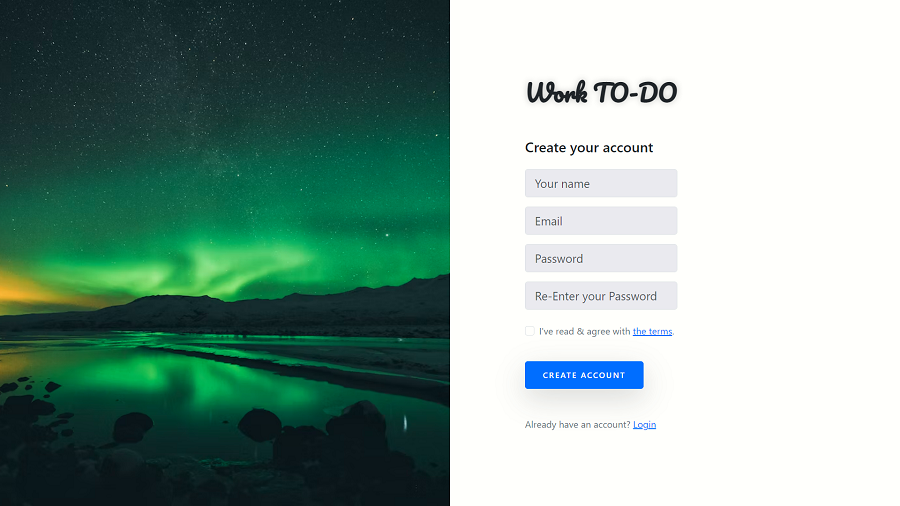 Work TO-DO
Create your account
Your name
Email
Password
Re-Enter your Password
I've read & agree with the terms.
CREATE ACCOUNT
Already have an account? Login